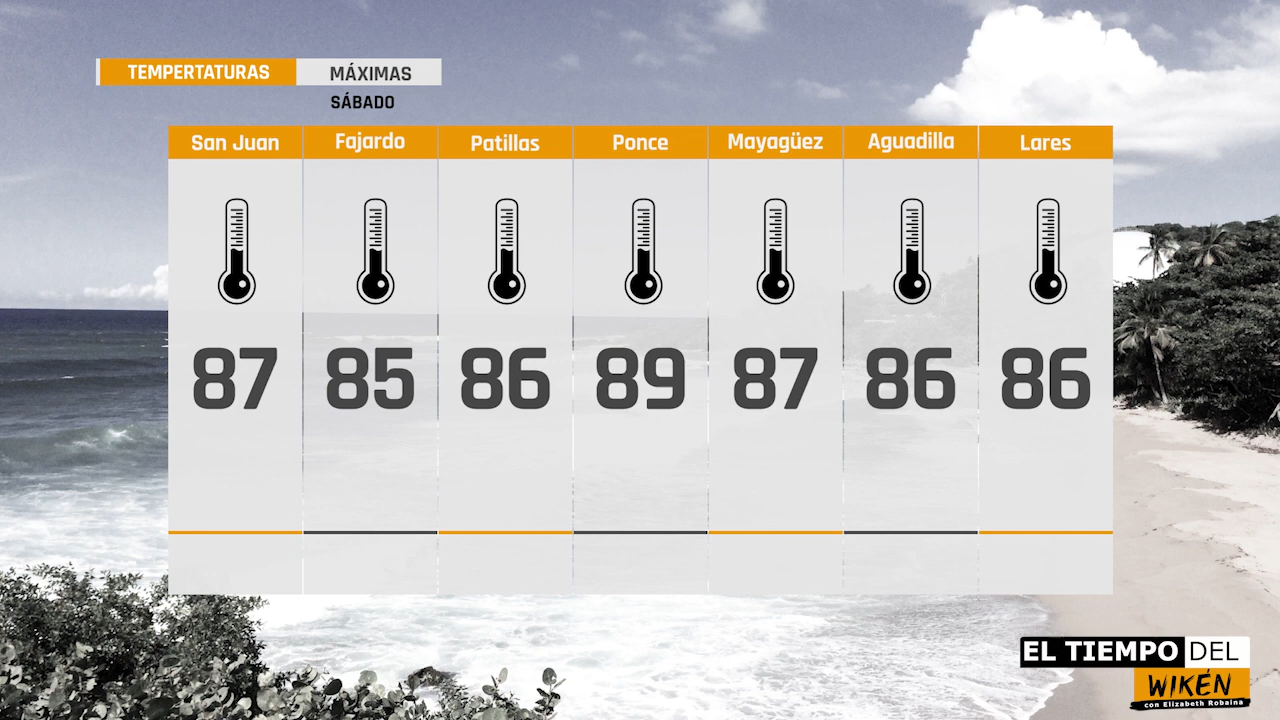 TEMPERTATURAS MÁXIMAS
SÁBADO
San Juan Fajardo Patillas Ponce Mayagüez Aguadilla Lares
87 85 86 89 87 86 86
EL TIEMPO DEL
WIKEN
con Elizabeth Robaina